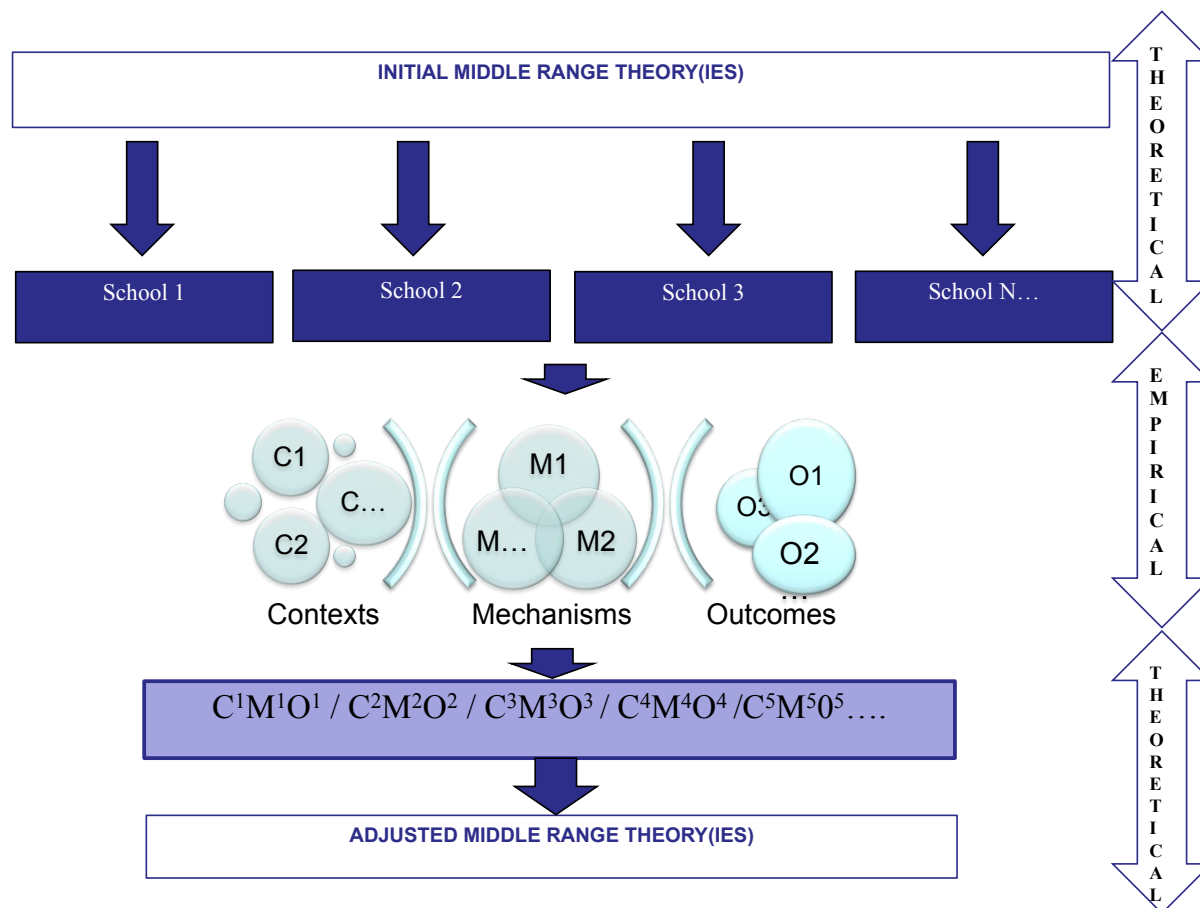 INITIAL MIDDLE RANGE THEORY(IES)
School 1
School 2
School 3
School N…
C1
C…
C2
M1
M…
M2
O1
O3
O2
…
Contexts
Mechanisms
Outcomes
C¹M¹O¹ / C²M²O² / C³M³O³ / C⁴M⁴O⁴ /C⁵M⁵0⁵….
ADJUSTED MIDDLE RANGE THEORY(IES)
THEORETICAL
EMPIRICAL
THEORETICAL